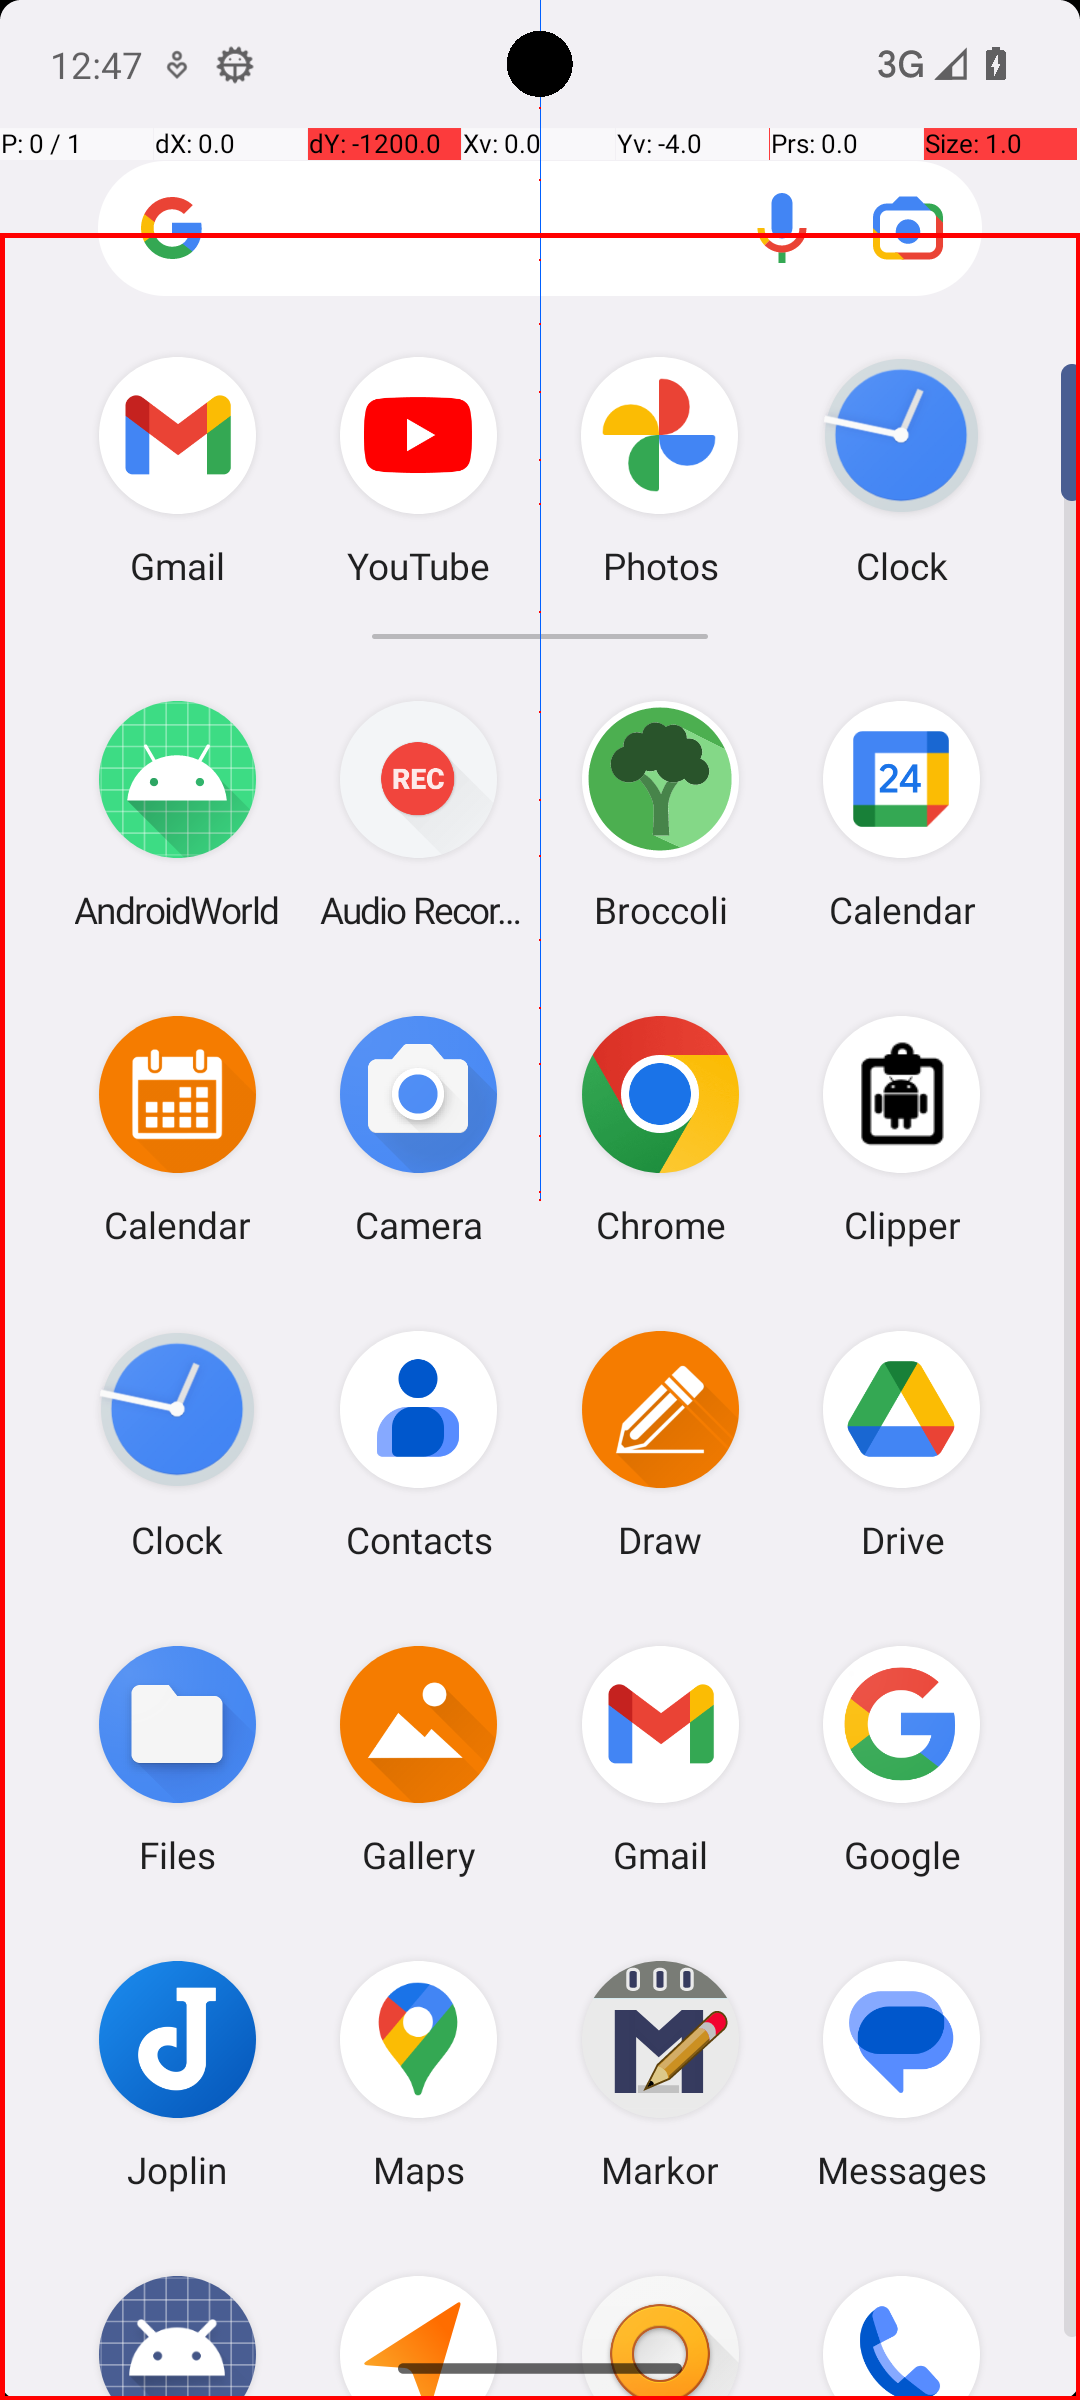 12:47
3G
P: 0 / 1 dX: 0.0 dY: -1200.0 Xv: 0.0 Yv: -4.0 Prs: 0.0 Size: 1.0
Gmail YouTube Photos Clock
REC
24
AndroidWorld Audio Recor... Broccoli Calendar
Calendar Camera Chrome Clipper
Clock Contacts Draw Drive
Files Gallery Gmail Google
Joplin Maps Markor Messages